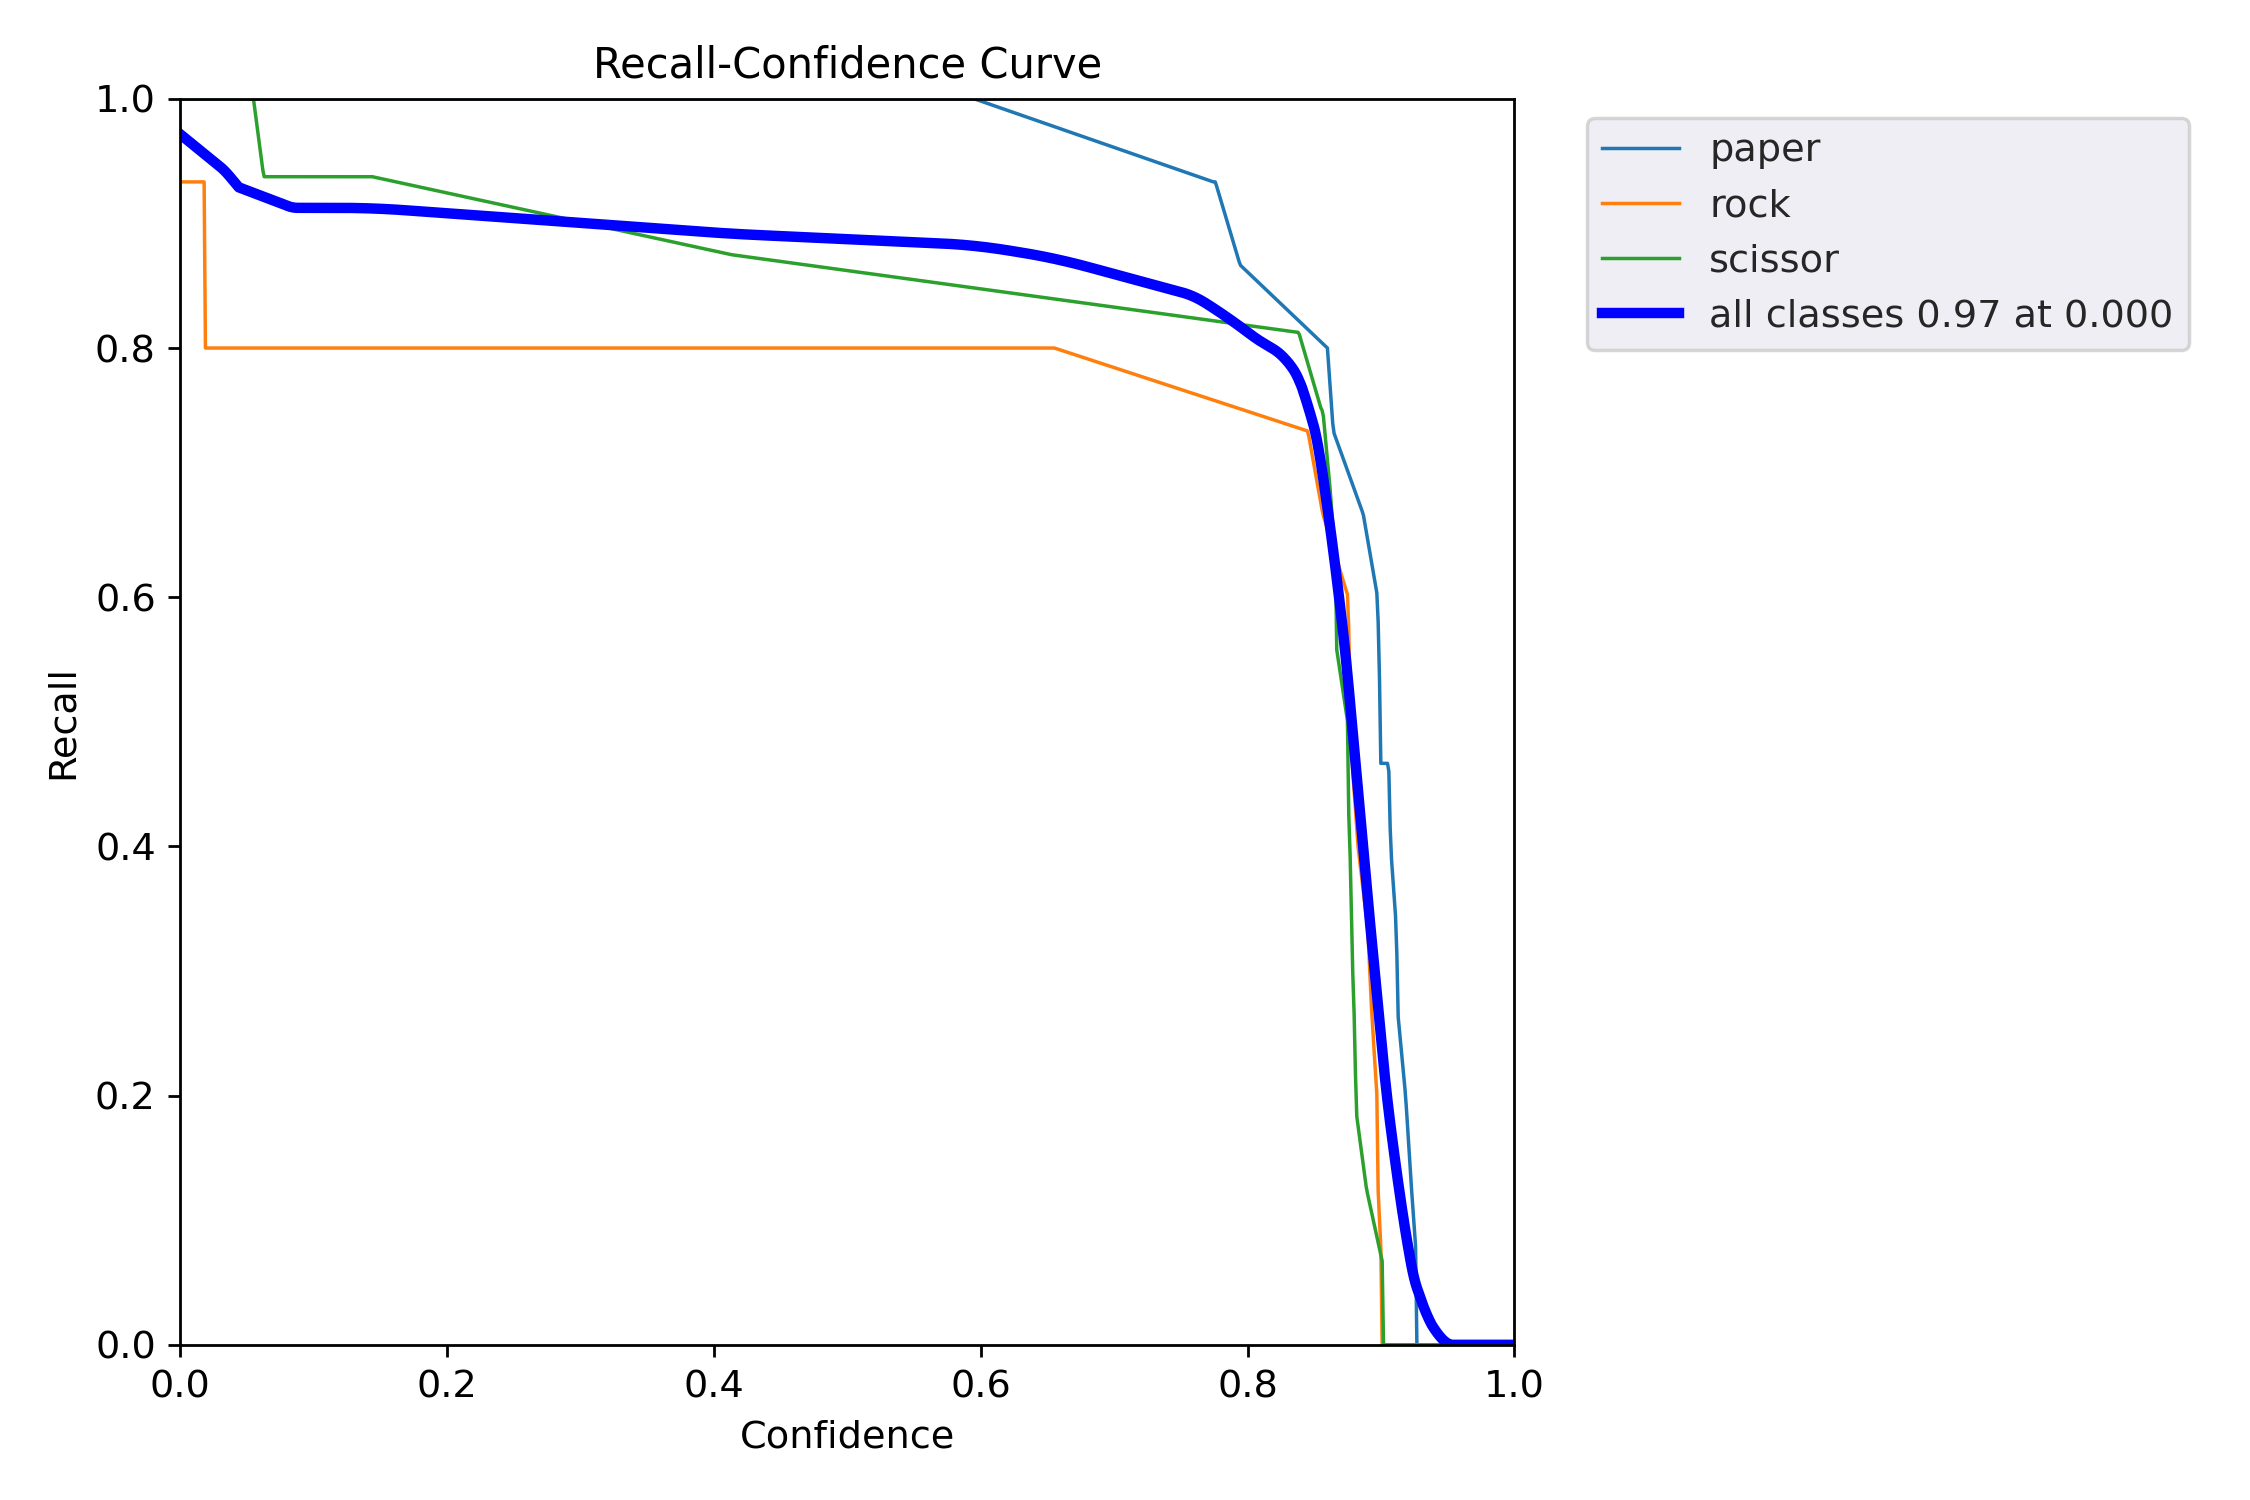 Recall-Confidence Curve
1.0
0.8
0.6
0.4
0.2
0.0
Recall
0.0 0.2 0.4 0.6 0.8 1.0
Confidence
paper
rock
scissor
all classes 0.97 at 0.000